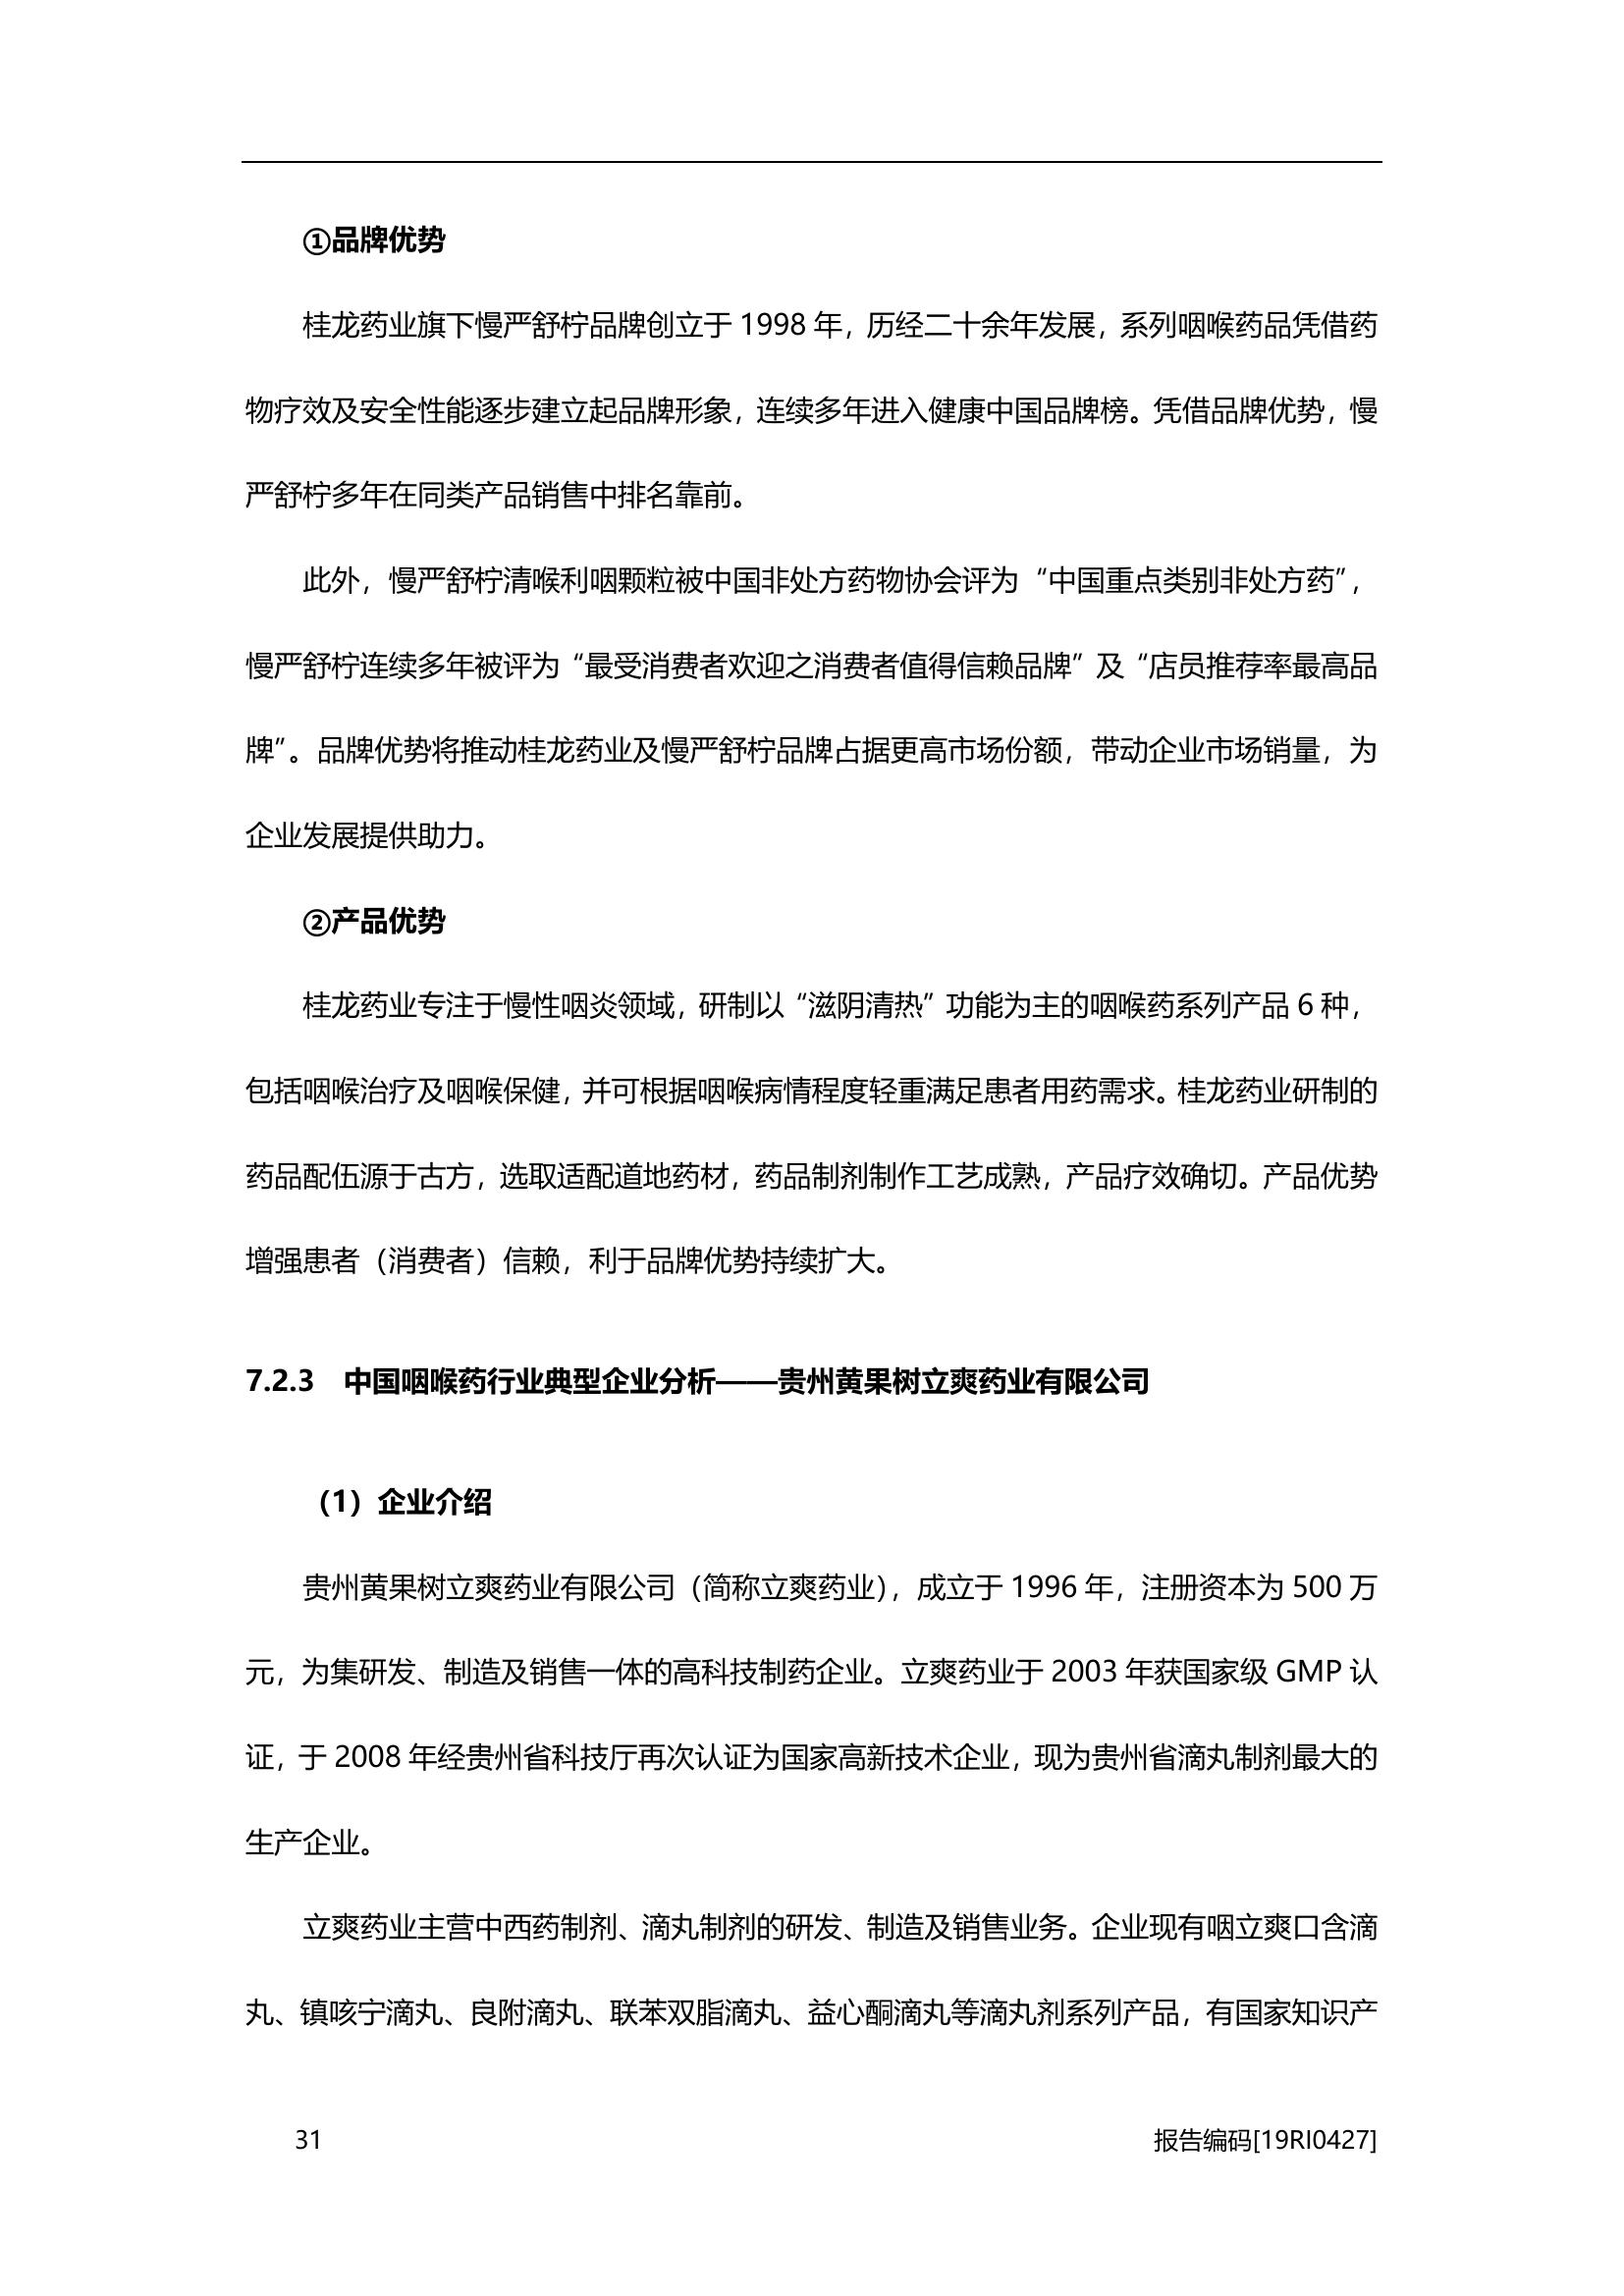 ①品牌优势
桂龙药业旗下慢严舒柠品牌创立于 1998 年，历经二十余年发展，系列咽喉药品凭借药
物疗效及安全性能逐步建立起品牌形象，连续多年进入健康中国品牌榜。凭借品牌优势，慢
严舒柠多年在同类产品销售中排名靠前。
此外，慢严舒柠清喉利咽颗粒被中国非处方药物协会评为“中国重点类别非处方药”，
慢严舒柠连续多年被评为“最受消费者欢迎之消费者值得信赖品牌”及“店员推荐率最高品
牌”。品牌优势将推动桂龙药业及慢严舒柠品牌占据更高市场份额，带动企业市场销量，为
企业发展提供助力。
②产品优势
桂龙药业专注于慢性咽炎领域，研制以“滋阴清热”功能为主的咽喉药系列产品 6 种，
包括咽喉治疗及咽喉保健，并可根据咽喉病情程度轻重满足患者用药需求。桂龙药业研制的
药品配伍源于古方，选取适配道地药材，药品制剂制作工艺成熟，产品疗效确切。产品优势
增强患者（消费者）信赖，利于品牌优势持续扩大。
7.2.3 中国咽喉药行业典型企业分析——贵州黄果树立爽药业有限公司
（1）企业介绍
贵州黄果树立爽药业有限公司（简称立爽药业），成立于 1996 年，注册资本为 500 万
元，为集研发、制造及销售一体的高科技制药企业。立爽药业于 2003 年获国家级 GMP 认
证，于 2008 年经贵州省科技厅再次认证为国家高新技术企业，现为贵州省滴丸制剂最大的
生产企业。
立爽药业主营中西药制剂、滴丸制剂的研发、制造及销售业务。企业现有咽立爽口含滴
丸、镇咳宁滴丸、良附滴丸、联苯双脂滴丸、益心酮滴丸等滴丸剂系列产品，有国家知识产
31 报告编码[19RI0427]